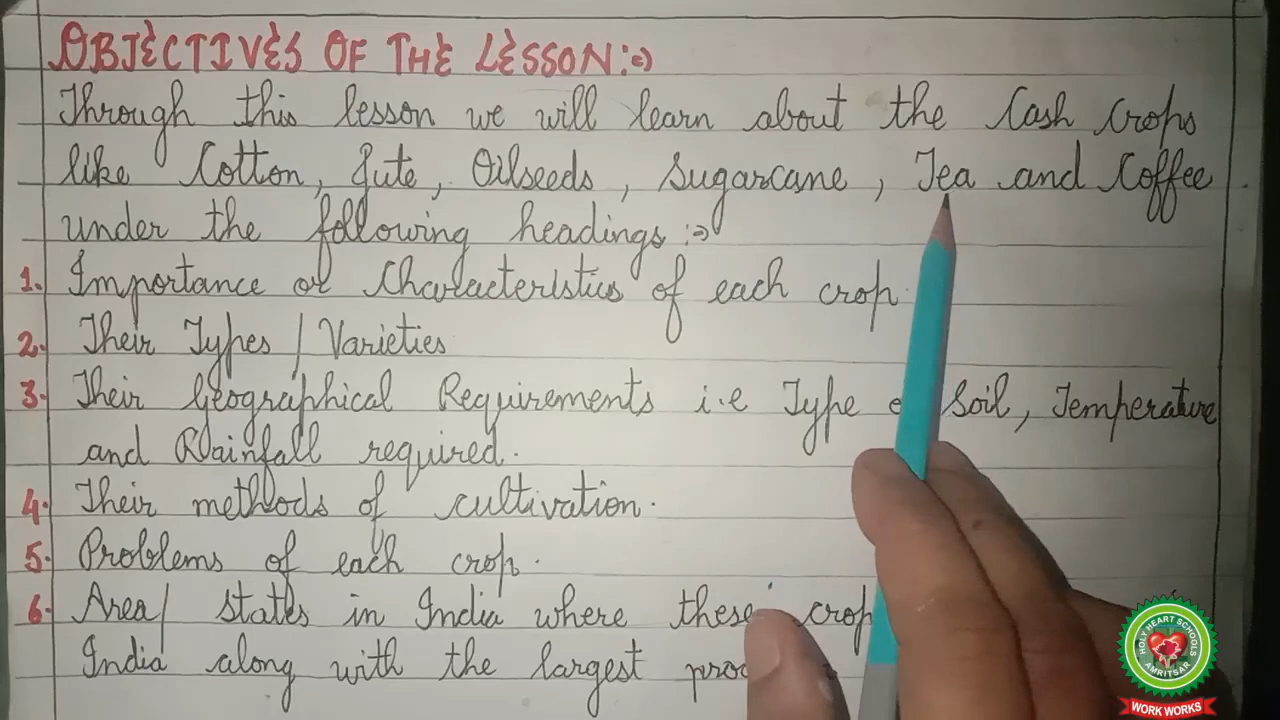 OBJECTIVES OF THE LESSON:⇒
Through this lesson we will learn about the Cash Crops
like Cotton, Jute, Oilseeds, Sugarcane, Tea and Coffee
under the following headings:⇒
1. Importance or Characteristics of each crop.
2. Their Types / Varieties
3. Their Geographical Requirements i.e Type Soil, Temperature
and Rainfall required.
4. Their methods of cultivation.
5. Problems of each crop.
6. Area/ states in India where these
India along with the largest
HOLY HEART SCHOOLS
AMRITSAR
WORK WORKS